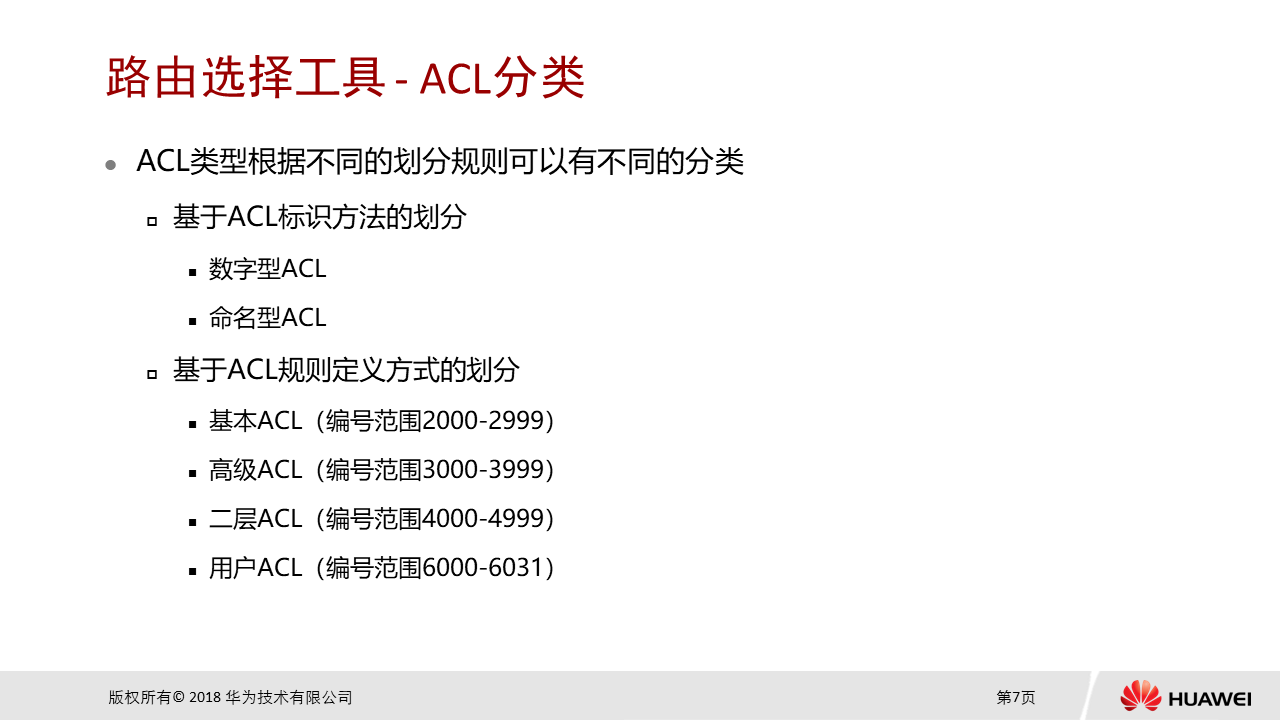 路由选择工具 - ACL分类
ACL类型根据不同的划分规则可以有不同的分类
基于ACL标识方法的划分
数字型ACL
命名型ACL
基于ACL规则定义方式的划分
基本ACL（编号范围2000-2999）
高级ACL（编号范围3000-3999）
二层ACL（编号范围4000-4999）
用户ACL（编号范围6000-6031）
版权所有© 2018 华为技术有限公司
第7页
HUAWEI